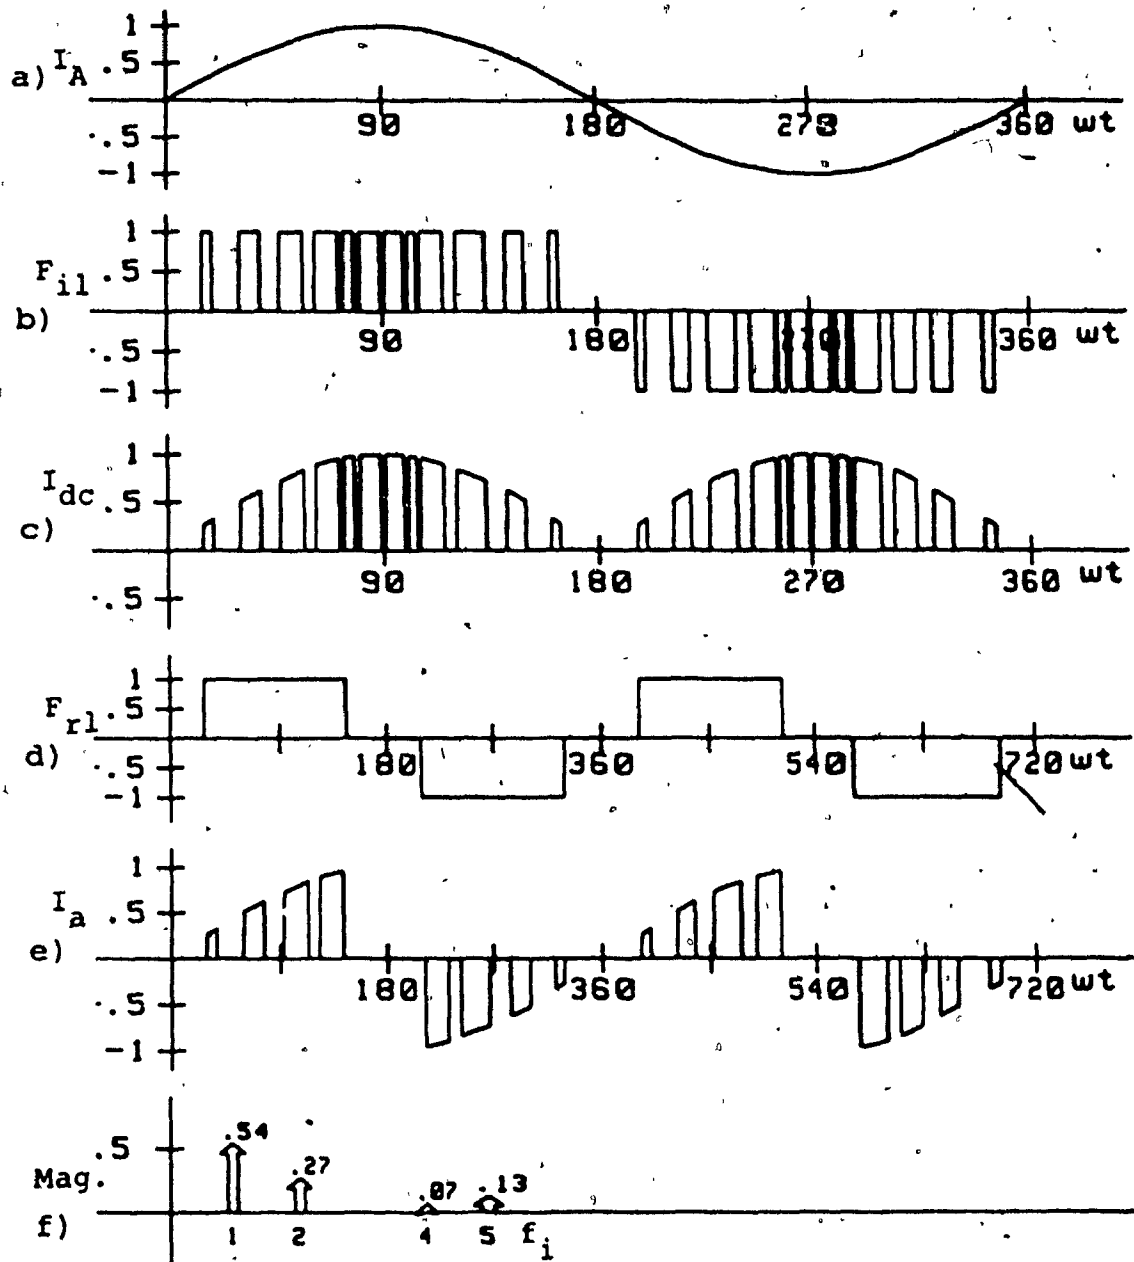 1
a) I_A .5
90 180 270 360 wt
.5
-1
1
F_il .5
b)
90 180 270 360 wt
.5
-1
1
I_dc .5
c)
90 180 270 360 wt
.5
1
F_rl .5
d)
180 360 540 720 wt
.5
-1
1
I_a .5
e)
180 360 540 720 wt
.5
-1
.5 .54
.27
Mag. .07 .13
f) 1 2 4 5 f_i